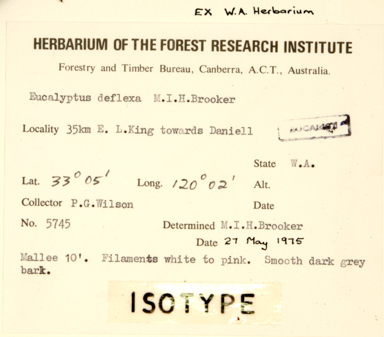 EX W.A. Herbarium
HERBARIUM OF THE FOREST RESEARCH INSTITUTE
Forestry and Timber Bureau, Canberra, A.C.T., Australia.
Eucalyptus deflexa M.I.H.Brooker
Locality 35km E. L.King towards Daniell
State W.A.
Lat. 33° 05' Long. 120° 02' Alt.
Collector P.G.Wilson Date
No. 5745 Determined M.I.H.Brooker
Date 27 May 1975
Mallee 10'. Filaments white to pink. Smooth dark grey
bark.
ISOTYPE